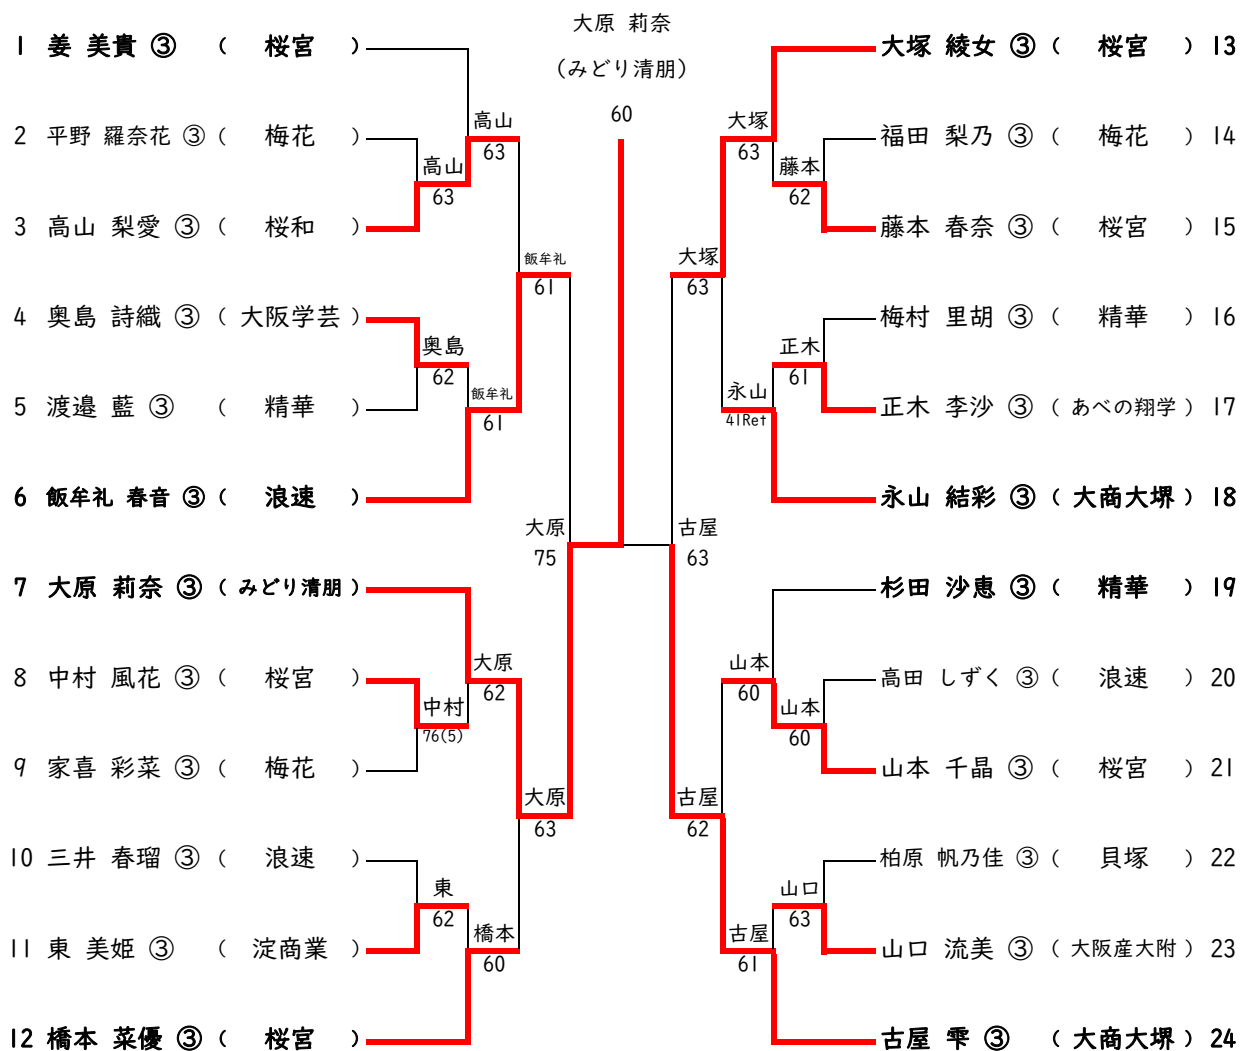 大原 莉奈
(みどり清朋)
60
1 姜 美貴 ③ ( 桜宮 )
2 平野 羅奈花 ③ ( 梅花 )
3 高山 梨愛 ③ ( 桜和 )
4 奥島 詩織 ③ ( 大阪学芸 )
5 渡邉 藍 ③ ( 精華 )
6 飯牟礼 春音 ③ ( 浪速 )
7 大原 莉奈 ③ ( みどり清朋 )
8 中村 風花 ③ ( 桜宮 )
9 家喜 彩菜 ③ ( 梅花 )
10 三井 春瑠 ③ ( 浪速 )
11 東 美姫 ③ ( 淀商業 )
12 橋本 菜優 ③ ( 桜宮 )
高山
63
奥島
62
中村
76(5)
東
62
高山
63
飯牟礼
61
大原
62
橋本
60
飯牟礼
61
大原
63
大原
75
古屋
63
大塚
63
古屋
62
大塚
63
永山
41Ret
山本
60
古屋
61
藤本
62
正木
61
山本
60
山口
63
大塚 綾女 ③ ( 桜宮 ) 13
福田 梨乃 ③ ( 梅花 ) 14
藤本 春奈 ③ ( 桜宮 ) 15
梅村 里胡 ③ ( 精華 ) 16
正木 李沙 ③ ( あべの翔学 ) 17
永山 結彩 ③ ( 大商大堺 ) 18
杉田 沙恵 ③ ( 精華 ) 19
高田 しずく ③ ( 浪速 ) 20
山本 千晶 ③ ( 桜宮 ) 21
柏原 帆乃佳 ③ ( 貝塚 ) 22
山口 流美 ③ ( 大阪産大附 ) 23
古屋 雫 ③ ( 大商大堺 ) 24